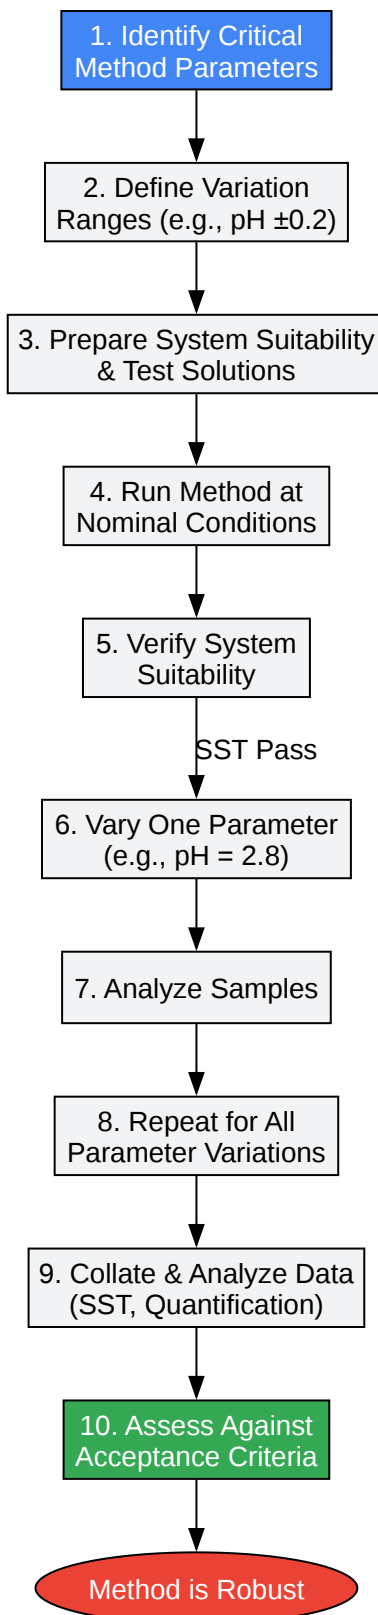 1. Identify Critical
Method Parameters
2. Define Variation
Ranges (e.g., pH ±0.2)
3. Prepare System Suitability
& Test Solutions
4. Run Method at
Nominal Conditions
5. Verify System
Suitability
SST Pass
6. Vary One Parameter
(e.g., pH = 2.8)
7. Analyze Samples
8. Repeat for All
Parameter Variations
9. Collate & Analyze Data
(SST, Quantification)
10. Assess Against
Acceptance Criteria
Method is Robust